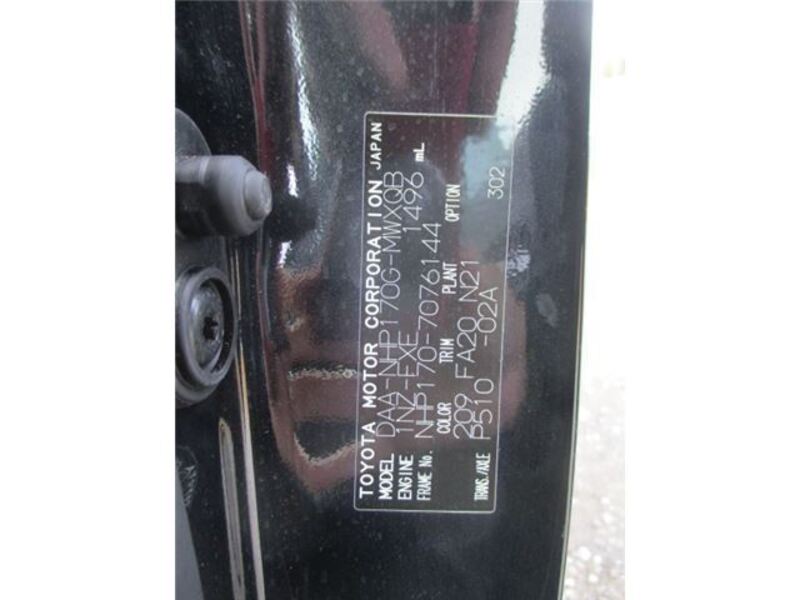 TOYOTA MOTOR CORPORATION JAPAN
MODEL DAA-NHP170G-MWXQB
ENGINE 1NZ-FXE 1496 mL
FRAME No. NHP170-7076144
COLOR TRIM PLANT OPTION
209 FA20 N21
TRANS./AXLE P510 -02A 302